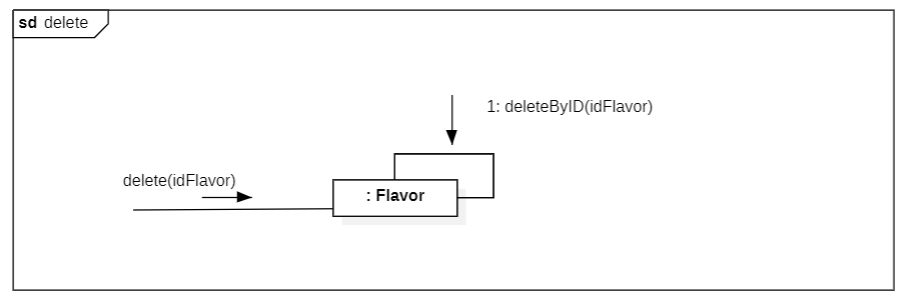 sd delete
1: deleteByID(idFlavor)
delete(idFlavor)
: Flavor